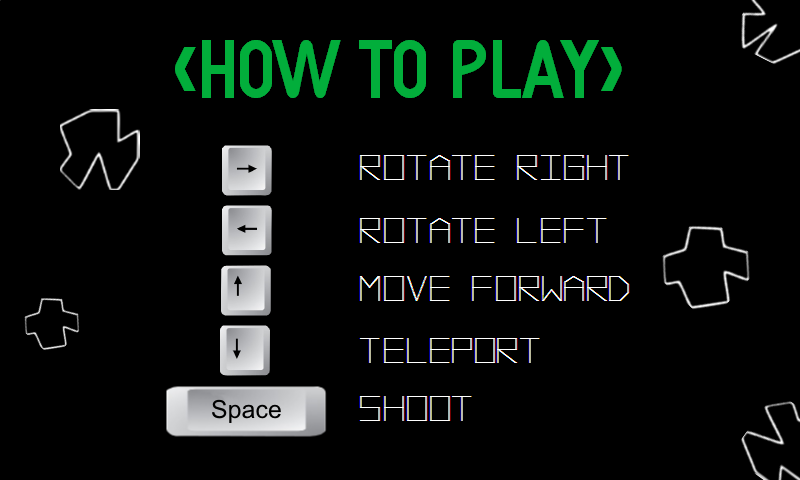 <HOW TO PLAY>
→ ROTATE RIGHT
← ROTATE LEFT
↑ MOVE FORWARD
↓ TELEPORT
Space SHOOT